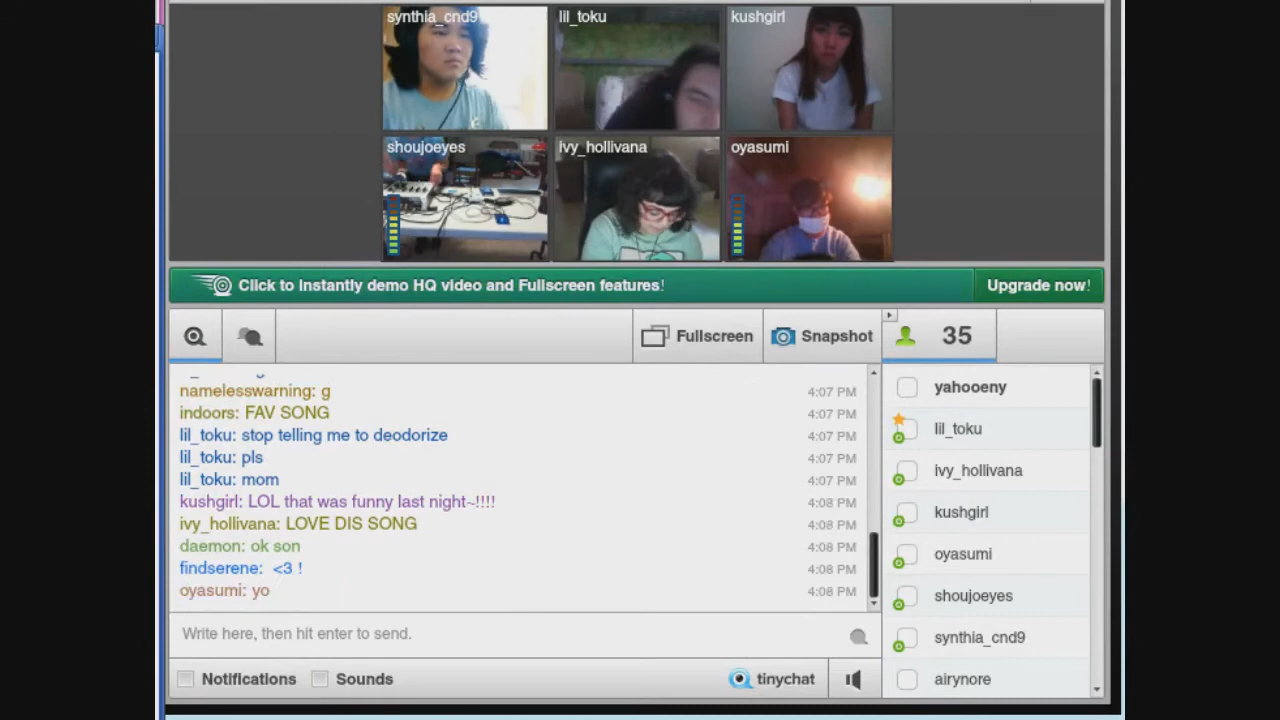 synthia_cnd9 lil_toku kushgirl
shoujoeyes ivy_hollivana oyasumi
Click to instantly demo HQ video and Fullscreen features! Upgrade now!
Fullscreen Snapshot 35
namelesswarning: g 4:07 PM
indoors: FAV SONG 4:07 PM
lil_toku: stop telling me to deodorize 4:07 PM
lil_toku: pls 4:07 PM
lil_toku: mom 4:07 PM
kushgirl: LOL that was funny last night~!!!! 4:08 PM
ivy_hollivana: LOVE DIS SONG 4:08 PM
daemon: ok son 4:08 PM
findserene: <3 ! 4:08 PM
oyasumi: yo 4:08 PM
Write here, then hit enter to send.
Notifications Sounds tinychat
yahooeny
lil_toku
ivy_hollivana
kushgirl
oyasumi
shoujoeyes
synthia_cnd9
airynore